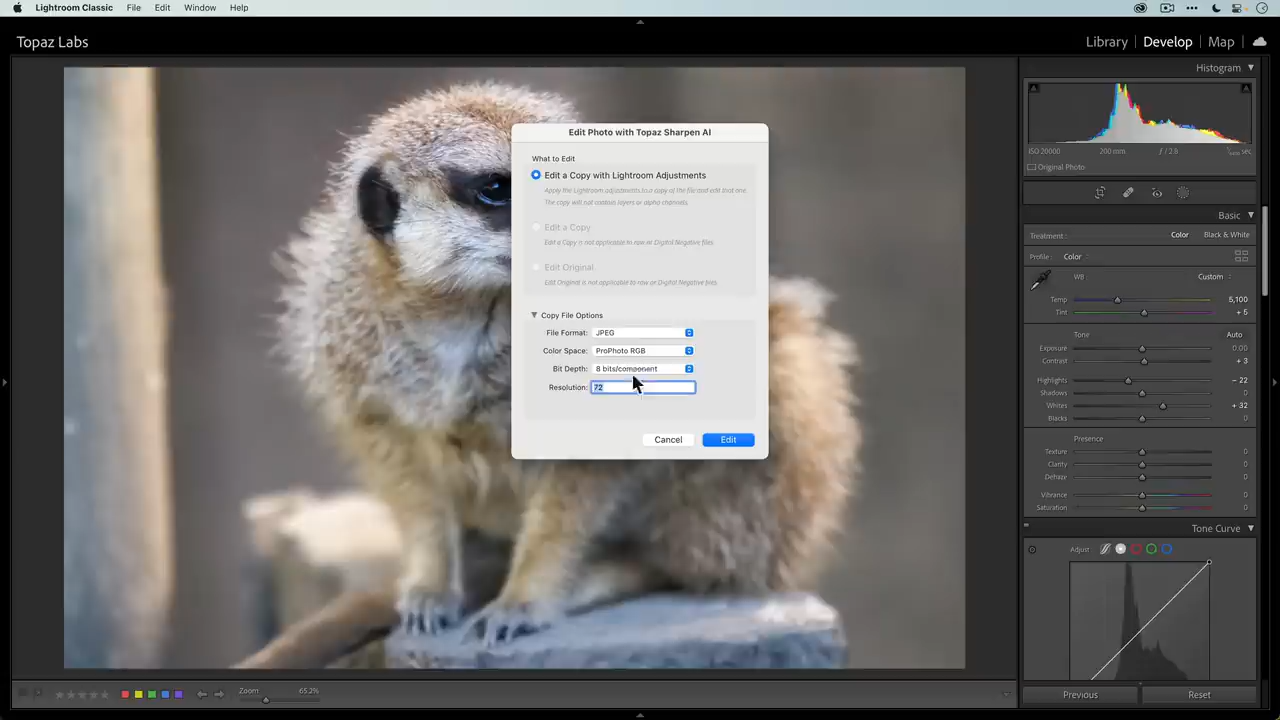 Lightroom Classic File Edit Window Help
Topaz Labs
Library | Develop | Map
Edit Photo with Topaz Sharpen AI
What to Edit
Edit a Copy with Lightroom Adjustments
Apply the Lightroom adjustments to a copy of the file and edit that one.
The copy will not contain layers or alpha channels.
Edit a Copy
Edit a Copy is not applicable to raw or Digital Negative files.
Edit Original
Edit Original is not applicable to raw or Digital Negative files.
Copy File Options
File Format: JPEG
Color Space: ProPhoto RGB
Bit Depth: 8 bits/component
Resolution: 72
Cancel Edit
Histogram
ISO 20000 200 mm f / 2.8 sec
Original Photo
Basic
Treatment: Color Black & White
Profile: Color
WB: Custom
Temp 5,100
Tint + 5
Tone Auto
Exposure 0.00
Contrast + 3
Highlights - 22
Shadows 0
Whites + 32
Blacks 0
Presence
Texture 0
Clarity 0
Dehaze 0
Vibrance 0
Saturation 0
Tone Curve
Adjust
Zoom 65.2%
Previous Reset